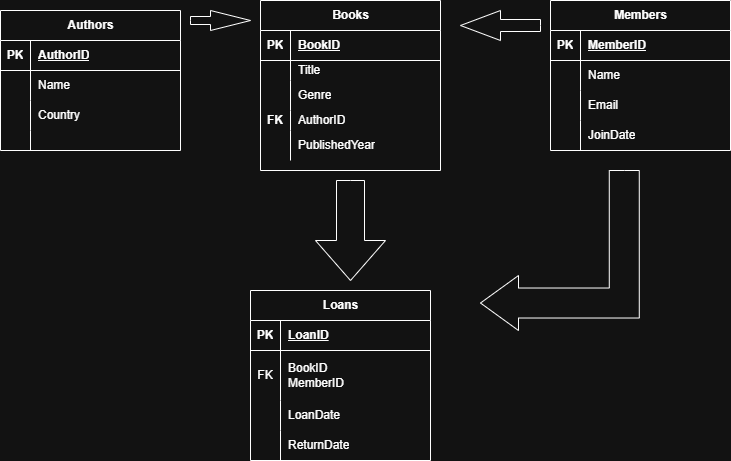 Authors
PK AuthorID
Name
Country
Books
PK BookID
Title
Genre
FK AuthorID
PublishedYear
Members
PK MemberID
Name
Email
JoinDate
Loans
PK LoanID
FK BookID
MemberID
LoanDate
ReturnDate